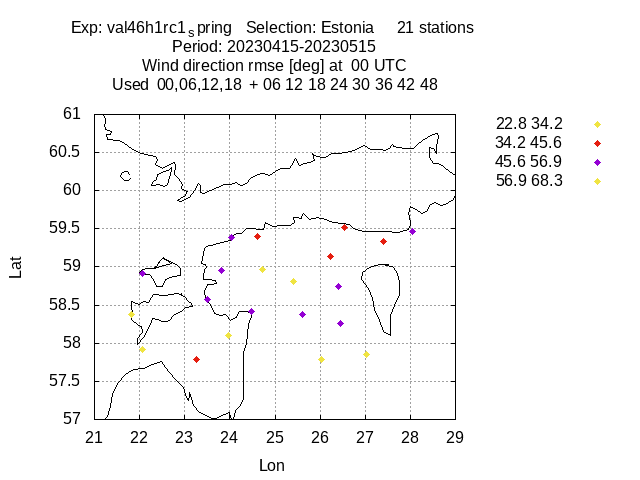 Exp: val46h1rc1spring   Selection: Estonia     21 stations
Period: 20230415-20230515
Wind direction rmse [deg] at  00 UTC
Used  00,06,12,18  + 06 12 18 24 30 36 42 48
22.8 34.2
34.2 45.6
45.6 56.9
56.9 68.3
61
60.5
60
59.5
59
58.5
58
57.5
57
Lat
21 22 23 24 25 26 27 28 29
Lon